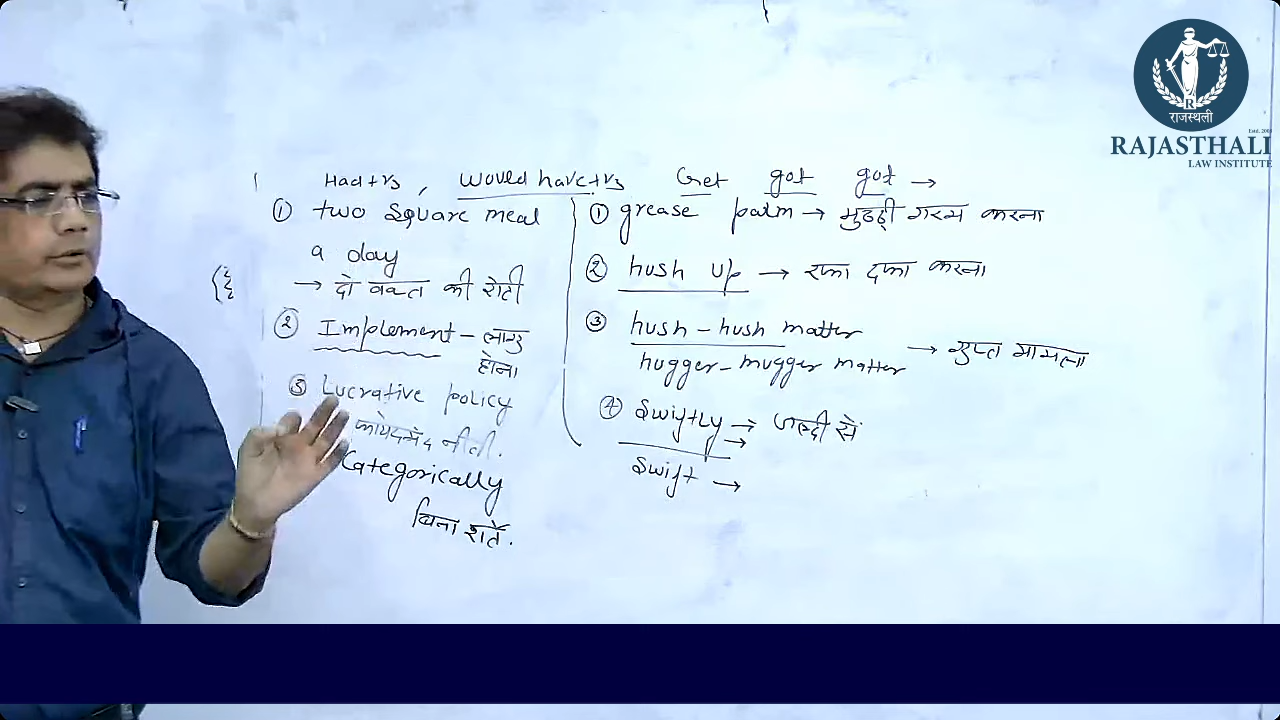 Had+v3, would have+v3 Get got got →
① two square meal
a day
→ दो वक्त की रोटी
② Implement - लागु
होना
③ Lucrative policy
नीती.
Categorically
बिना शर्त.
① grease palm → मुठ्ठी गरम करना
② hush up → रफा दफा करना
③ hush-hush matter
hugger-mugger matter → गुप्त मामला
④ Swiftly → जल्दी से
→
Swift →
R
राजस्थली
Estd. 200
RAJASTHALI
LAW INSTITUTE